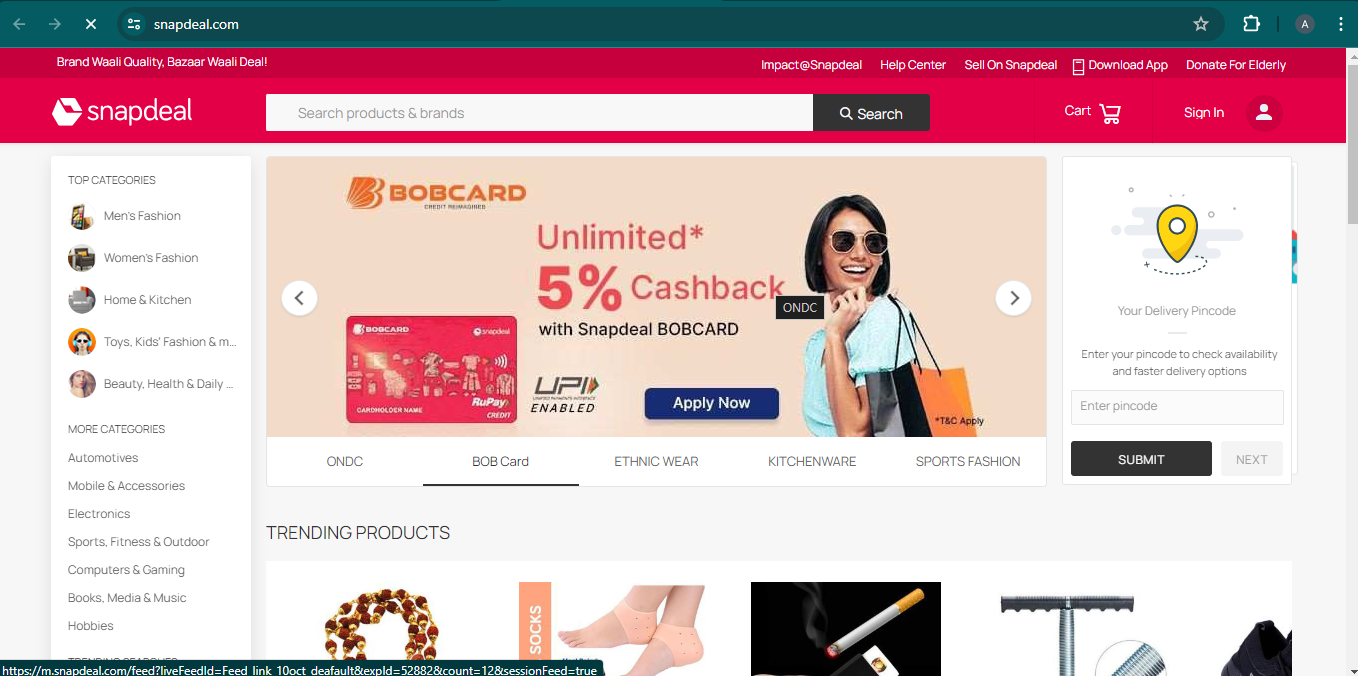 snapdeal.com
A
Brand Waali Quality, Bazaar Waali Deal!
Impact@Snapdeal Help Center Sell On Snapdeal Download App Donate For Elderly
snapdeal
Search products & brands
Search
Cart
Sign In
TOP CATEGORIES
Men's Fashion
Women's Fashion
Home & Kitchen
Toys, Kids' Fashion & m...
Beauty, Health & Daily ...
MORE CATEGORIES
Automotives
Mobile & Accessories
Electronics
Sports, Fitness & Outdoor
Computers & Gaming
Books, Media & Music
Hobbies
TRENDING SEARCHES
BOBCARD
CREDIT REIMAGINED
Unlimited*
5% Cashback
with Snapdeal BOBCARD
ONDC
BOBCARD
snapdeal
CARDHOLDER NAME
RuPay
CREDIT
UPI
UNIFIED PAYMENTS INTERFACE
ENABLED
Apply Now
*T&C Apply
ONDC BOB Card ETHNIC WEAR KITCHENWARE SPORTS FASHION
Your Delivery Pincode
Enter your pincode to check availability
and faster delivery options
Enter pincode
SUBMIT NEXT
TRENDING PRODUCTS
SOCKS
https://m.snapdeal.com/feed?liveFeedId=Feed_link_10oct_deafault&expId=52882&count=12&sessionFeed=true